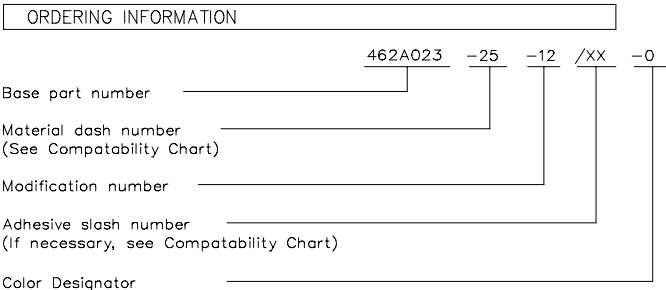 ORDERING INFORMATION
462A023 -25 -12 /XX -0
Base part number
Material dash number
(See Compatability Chart)
Modification number
Adhesive slash number
(If necessary, see Compatability Chart)
Color Designator